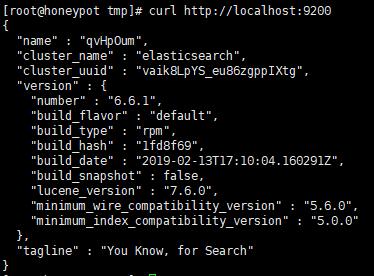 [root@honeypot tmp]# curl http://localhost:9200
{
  "name" : "qvHpOum",
  "cluster_name" : "elasticsearch",
  "cluster_uuid" : "vaik8LpYS_eu86zgppIXtg",
  "version" : {
    "number" : "6.6.1",
    "build_flavor" : "default",
    "build_type" : "rpm",
    "build_hash" : "1fd8f69",
    "build_date" : "2019-02-13T17:10:04.160291Z",
    "build_snapshot" : false,
    "lucene_version" : "7.6.0",
    "minimum_wire_compatibility_version" : "5.6.0",
    "minimum_index_compatibility_version" : "5.0.0"
  },
  "tagline" : "You Know, for Search"
}